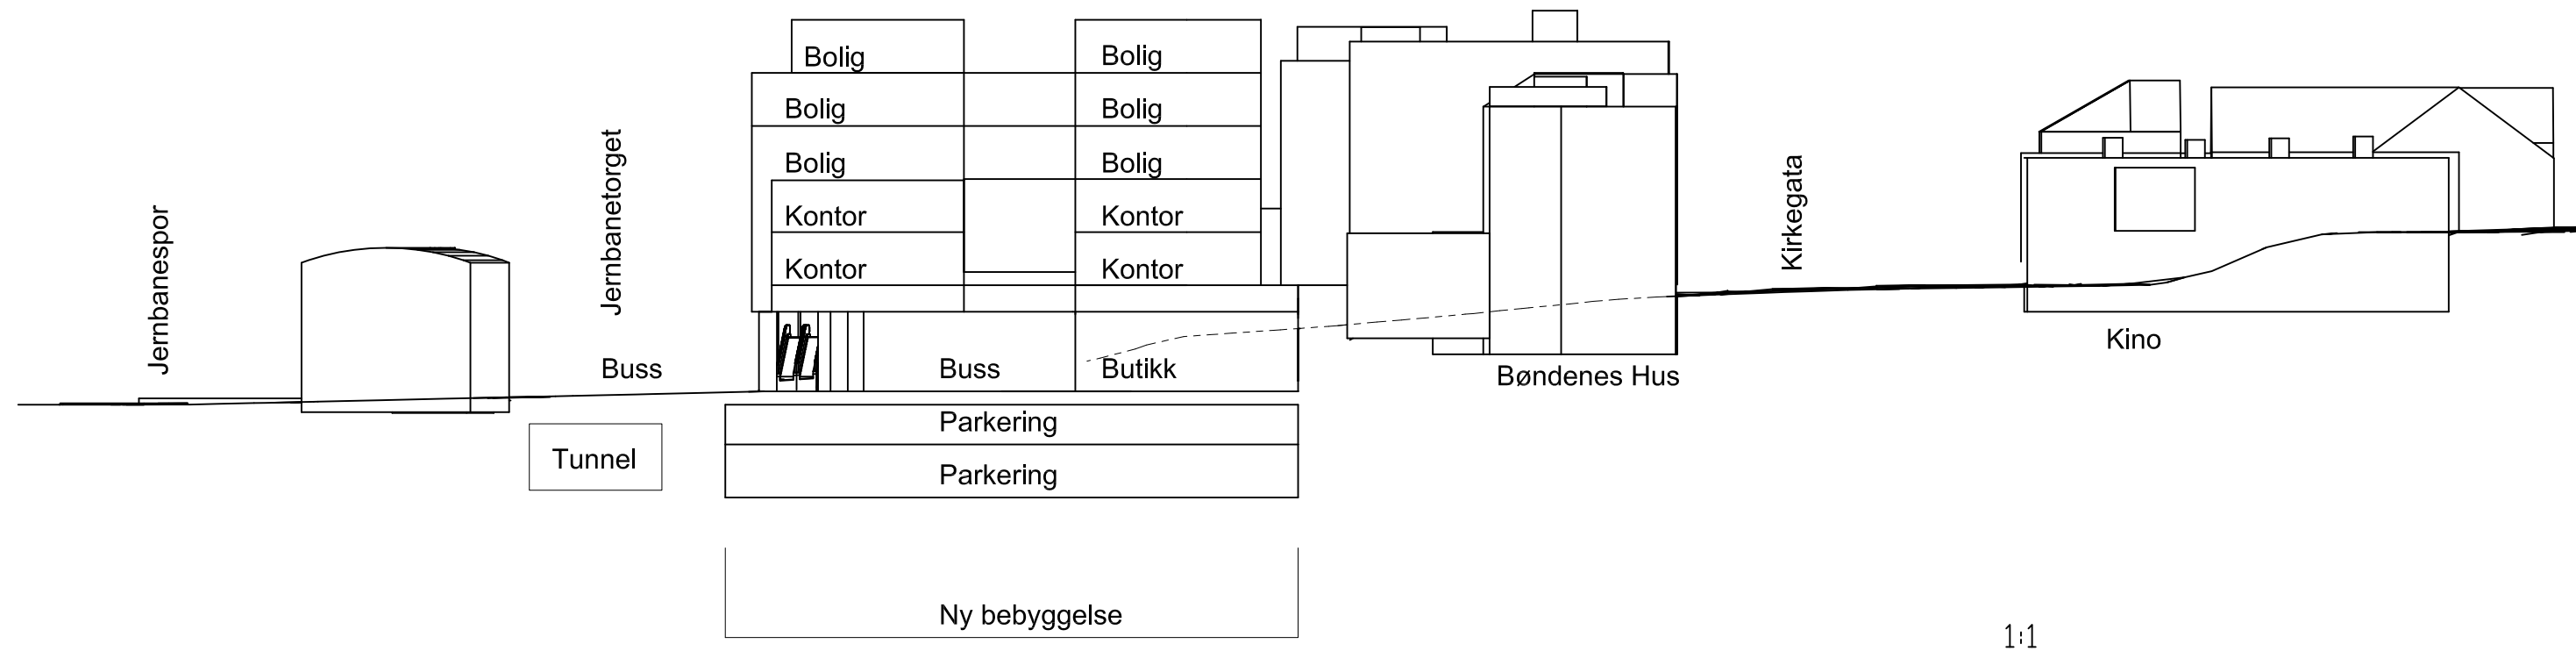 Bolig
Bolig
Bolig
Bolig
Bolig
Bolig
Kontor
Kontor
Kontor
Kontor
Jernbanespor
Jernbanetorget
Kirkegata
Buss
Buss
Butikk
Bøndenes Hus
Kino
Parkering
Tunnel
Parkering
Ny bebyggelse
1:1